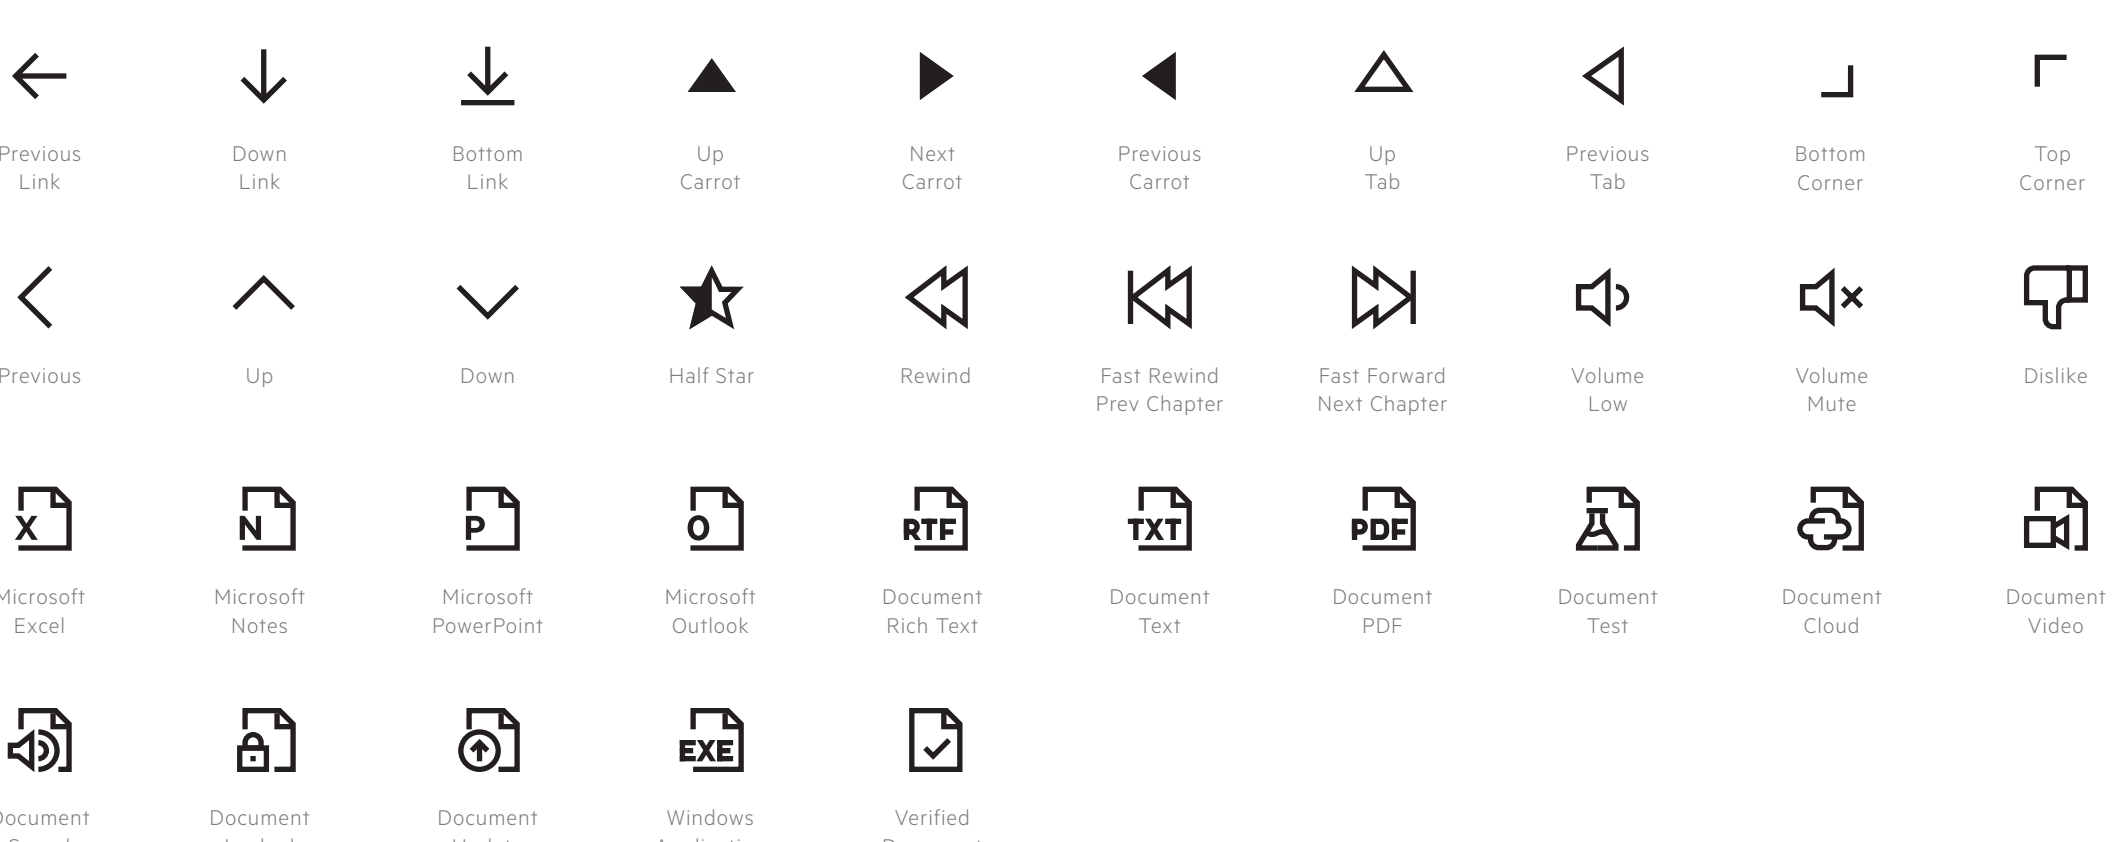 Previous Down Bottom Up Next Previous Up Previous Bottom Top
Link Link Link Carrot Carrot Carrot Tab Tab Corner Corner
Previous Up Down Half Star Rewind Fast Rewind Fast Forward Volume Volume Dislike
Prev Chapter Next Chapter Low Mute
X N P O RTF TXT PDF
Microsoft Microsoft Microsoft Microsoft Document Document Document Document Document Document
Excel Notes PowerPoint Outlook Rich Text Text PDF Test Cloud Video
EXE
Document Document Document Windows Verified